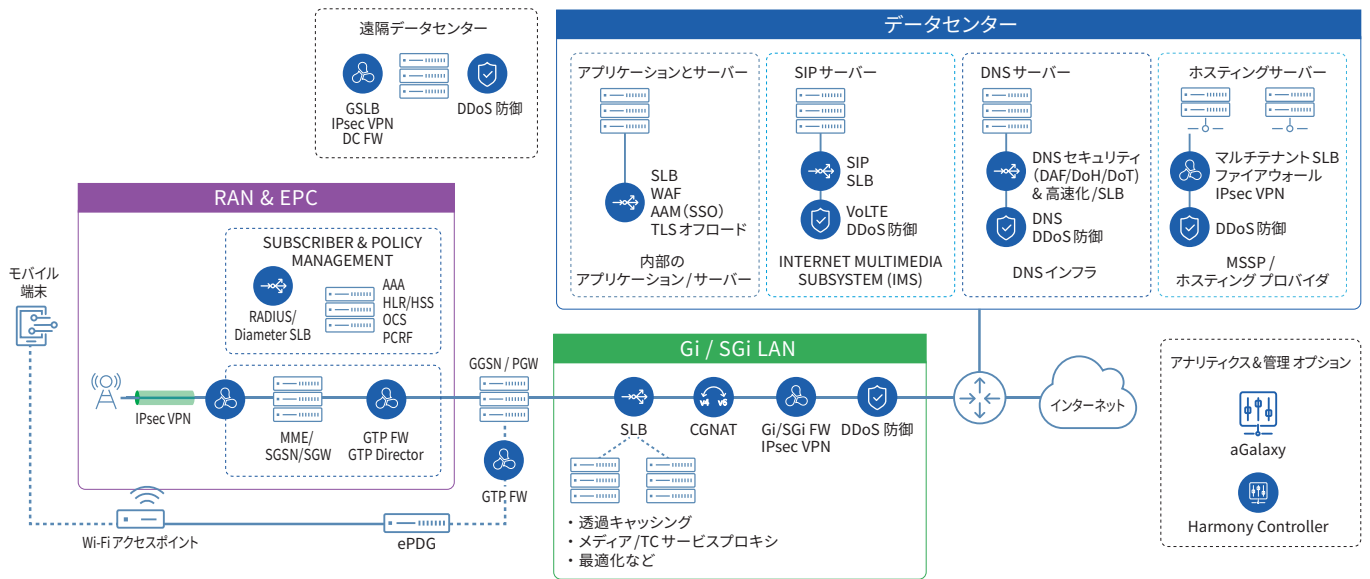 遠隔データセンター
GSLB
IPsec VPN
DC FW
DDoS 防御
データセンター
アプリケーションとサーバー
SLB
WAF
AAM（SSO）
TLS オフロード
内部の
アプリケーション/サーバー
SIP サーバー
SIP
SLB
VoLTE
DDoS 防御
INTERNET MULTIMEDIA
SUBSYSTEM (IMS)
DNS サーバー
DNS セキュリティ
（DAF/DoH/DoT）
& 高速化 /SLB
DNS
DDoS 防御
DNS インフラ
ホスティングサーバー
マルチテナント SLB
ファイアウォール
IPsec VPN
DDoS 防御
MSSP /
ホスティング プロバイダ
RAN & EPC
SUBSCRIBER & POLICY
MANAGEMENT
RADIUS/
Diameter SLB
AAA
HLR/HSS
OCS
PCRF
モバイル
端末
IPsec VPN
MME/
SGSN/SGW
GTP FW
GTP Director
GGSN / PGW
GTP FW
Wi-Fi アクセスポイント
ePDG
Gi / SGi LAN
SLB
v4 v6
CGNAT
Gi/SGi FW
IPsec VPN
DDoS 防御
・透過キャッシング
・メディア /TC サービスプロキシ
・最適化など
インターネット
アナリティクス＆管理 オプション
aGalaxy
Harmony Controller